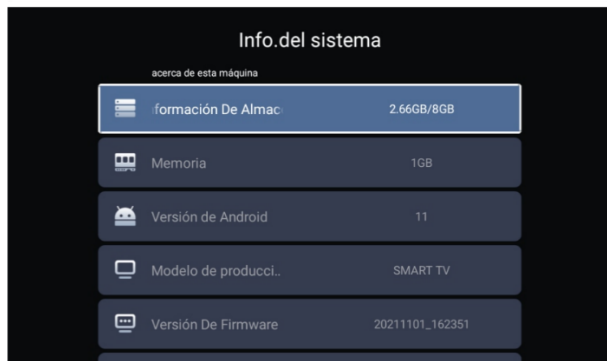 Info.del sistema
acerca de esta máquina
formación De Almac 2.66GB/8GB
Memoria 1GB
Versión de Android 11
Modelo de producci.. SMART TV
Versión De Firmware 20211101_162351